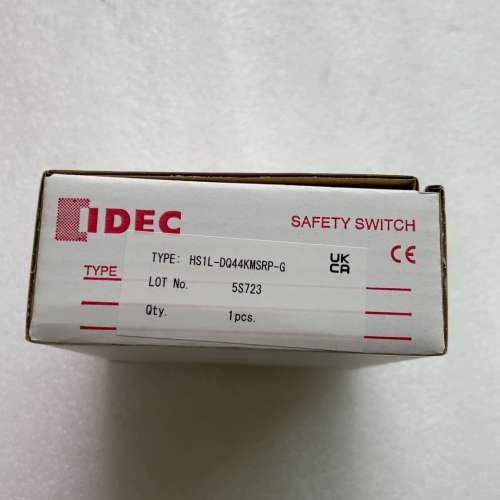 IDEC
SAFETY SWITCH
CE
TYPE
TYPE: HS1L-DQ44KMSRP-G
UK
CA
LOT No. 5S723
Qty. 1pcs.